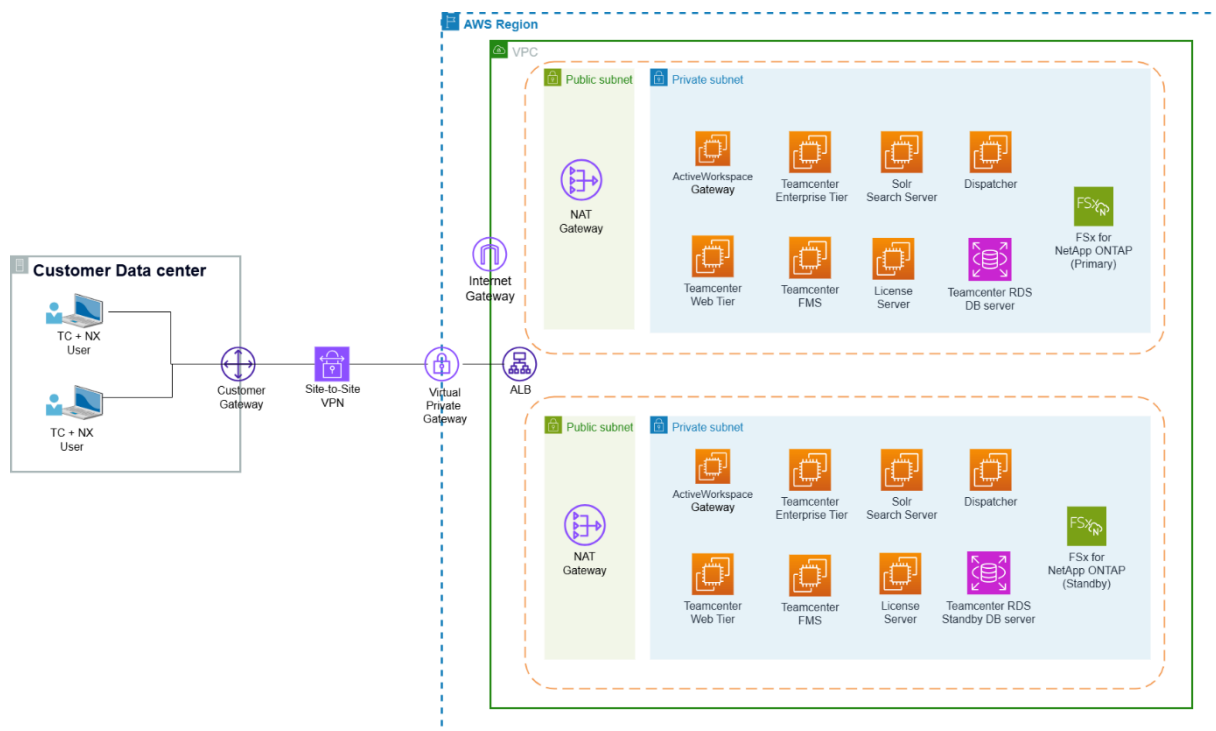 AWS Region
VPC
Public subnet
Private subnet
ActiveWorkspace
Gateway
Teamcenter
Enterprise Tier
Solr
Search Server
Dispatcher
NAT
Gateway
FSx
N
FSx for
NetApp ONTAP
(Primary)
Teamcenter
Web Tier
Teamcenter
FMS
License
Server
Teamcenter RDS
DB server
Internet
Gateway
Customer Data center
TC + NX
User
TC + NX
User
Customer
Gateway
Site-to-Site
VPN
Virtual
Private
Gateway
ALB
Public subnet
Private subnet
ActiveWorkspace
Gateway
Teamcenter
Enterprise Tier
Solr
Search Server
Dispatcher
NAT
Gateway
FSx
N
FSx for
NetApp ONTAP
(Standby)
Teamcenter
Web Tier
Teamcenter
FMS
License
Server
Teamcenter RDS
Standby DB server